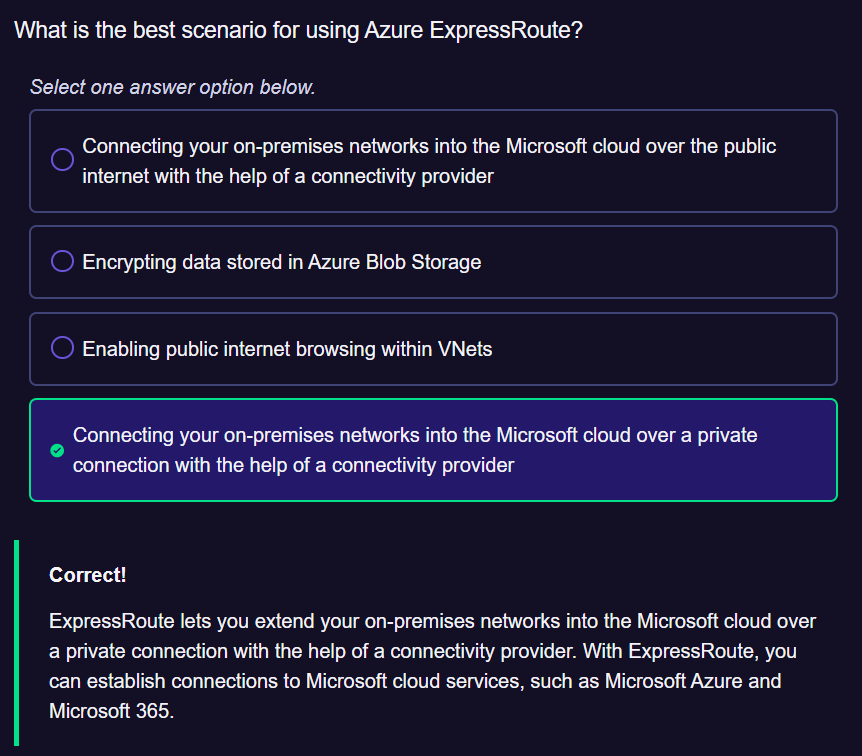 What is the best scenario for using Azure ExpressRoute?
Select one answer option below.
Connecting your on-premises networks into the Microsoft cloud over the public
internet with the help of a connectivity provider
Encrypting data stored in Azure Blob Storage
Enabling public internet browsing within VNets
Connecting your on-premises networks into the Microsoft cloud over a private
connection with the help of a connectivity provider
Correct!
ExpressRoute lets you extend your on-premises networks into the Microsoft cloud over
a private connection with the help of a connectivity provider. With ExpressRoute, you
can establish connections to Microsoft cloud services, such as Microsoft Azure and
Microsoft 365.